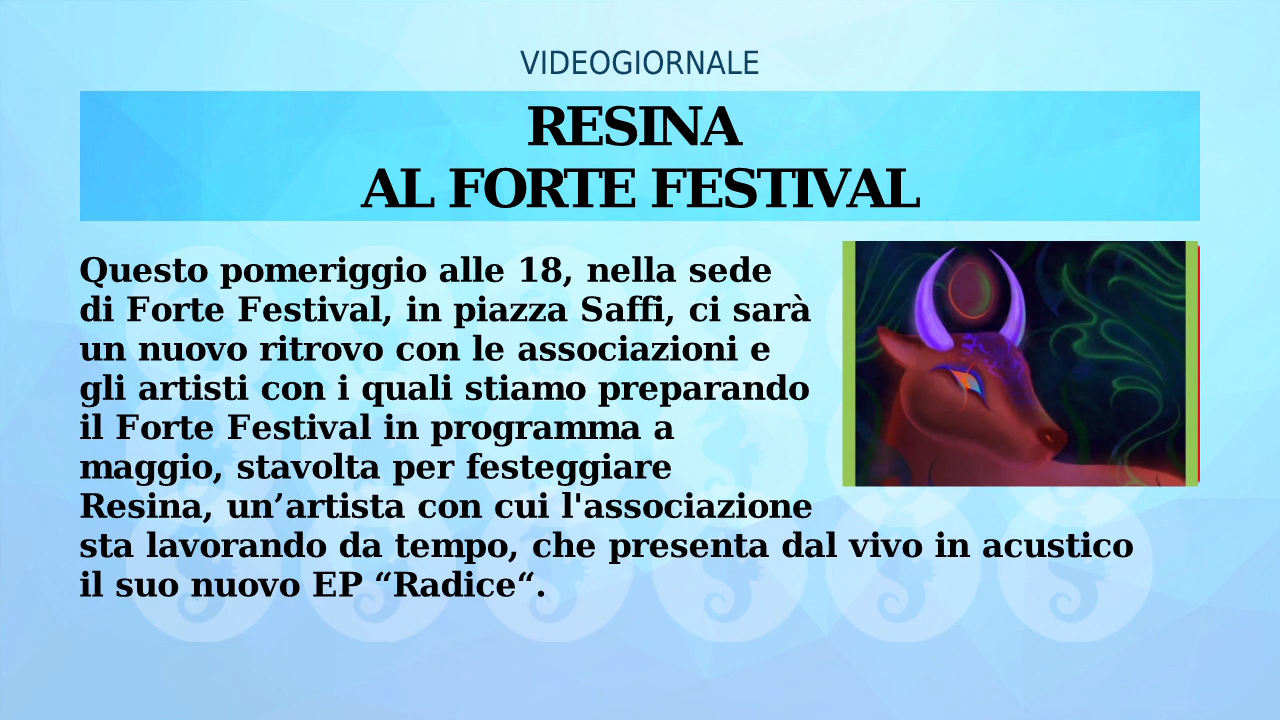 VIDEOGIORNALE
RESINA
AL FORTE FESTIVAL
Questo pomeriggio alle 18, nella sede
di Forte Festival, in piazza Saffi, ci sarà
un nuovo ritrovo con le associazioni e
gli artisti con i quali stiamo preparando
il Forte Festival in programma a
maggio, stavolta per festeggiare
Resina, un’artista con cui l'associazione
sta lavorando da tempo, che presenta dal vivo in acustico
il suo nuovo EP “Radice“.